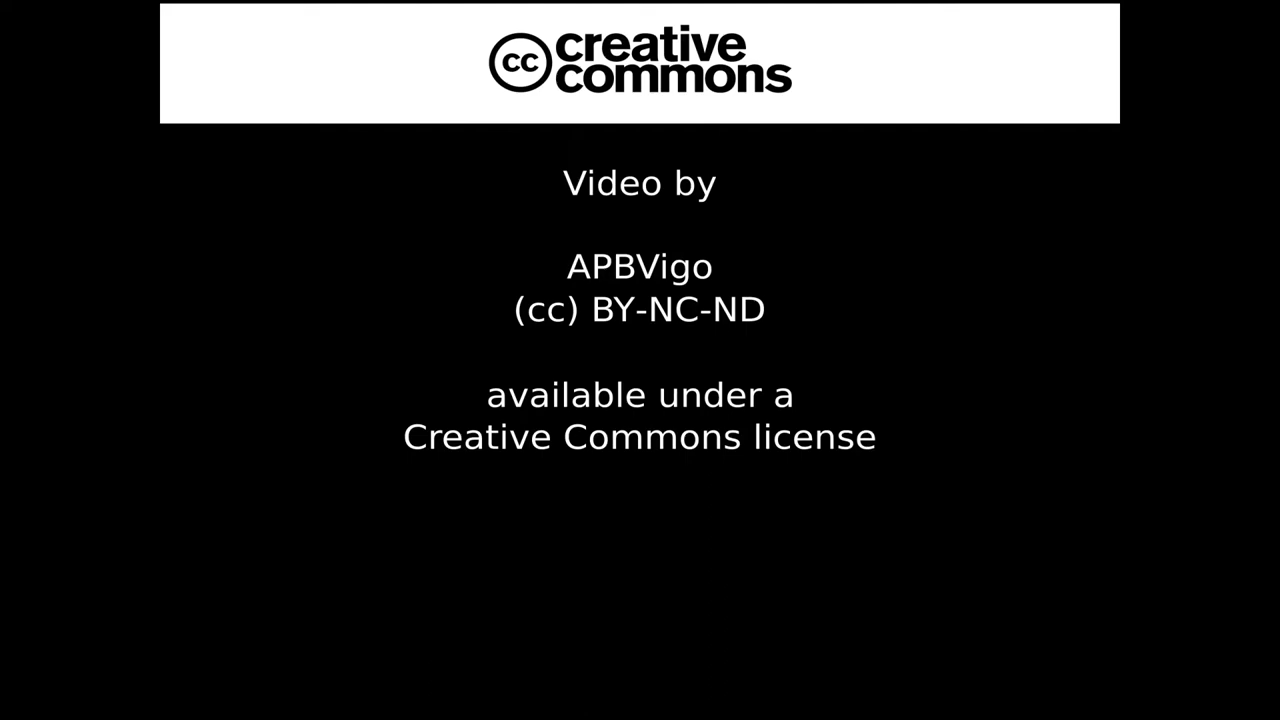 cc creative
commons
Video by
APBVigo
(cc) BY-NC-ND
available under a
Creative Commons license